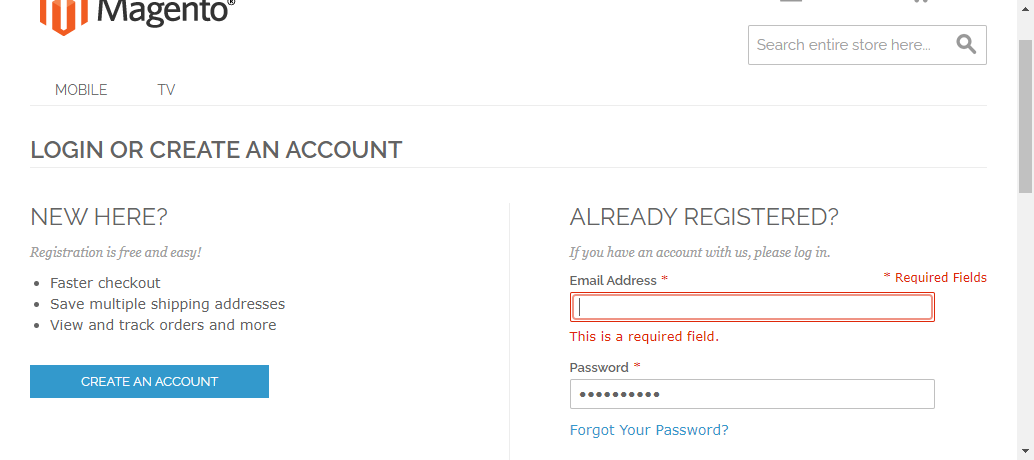 Magento®
Search entire store here...
MOBILE TV
LOGIN OR CREATE AN ACCOUNT
NEW HERE?
Registration is free and easy!
• Faster checkout
• Save multiple shipping addresses
• View and track orders and more
CREATE AN ACCOUNT
ALREADY REGISTERED?
If you have an account with us, please log in.
* Required Fields
Email Address *
This is a required field.
Password *
••••••••••
Forgot Your Password?